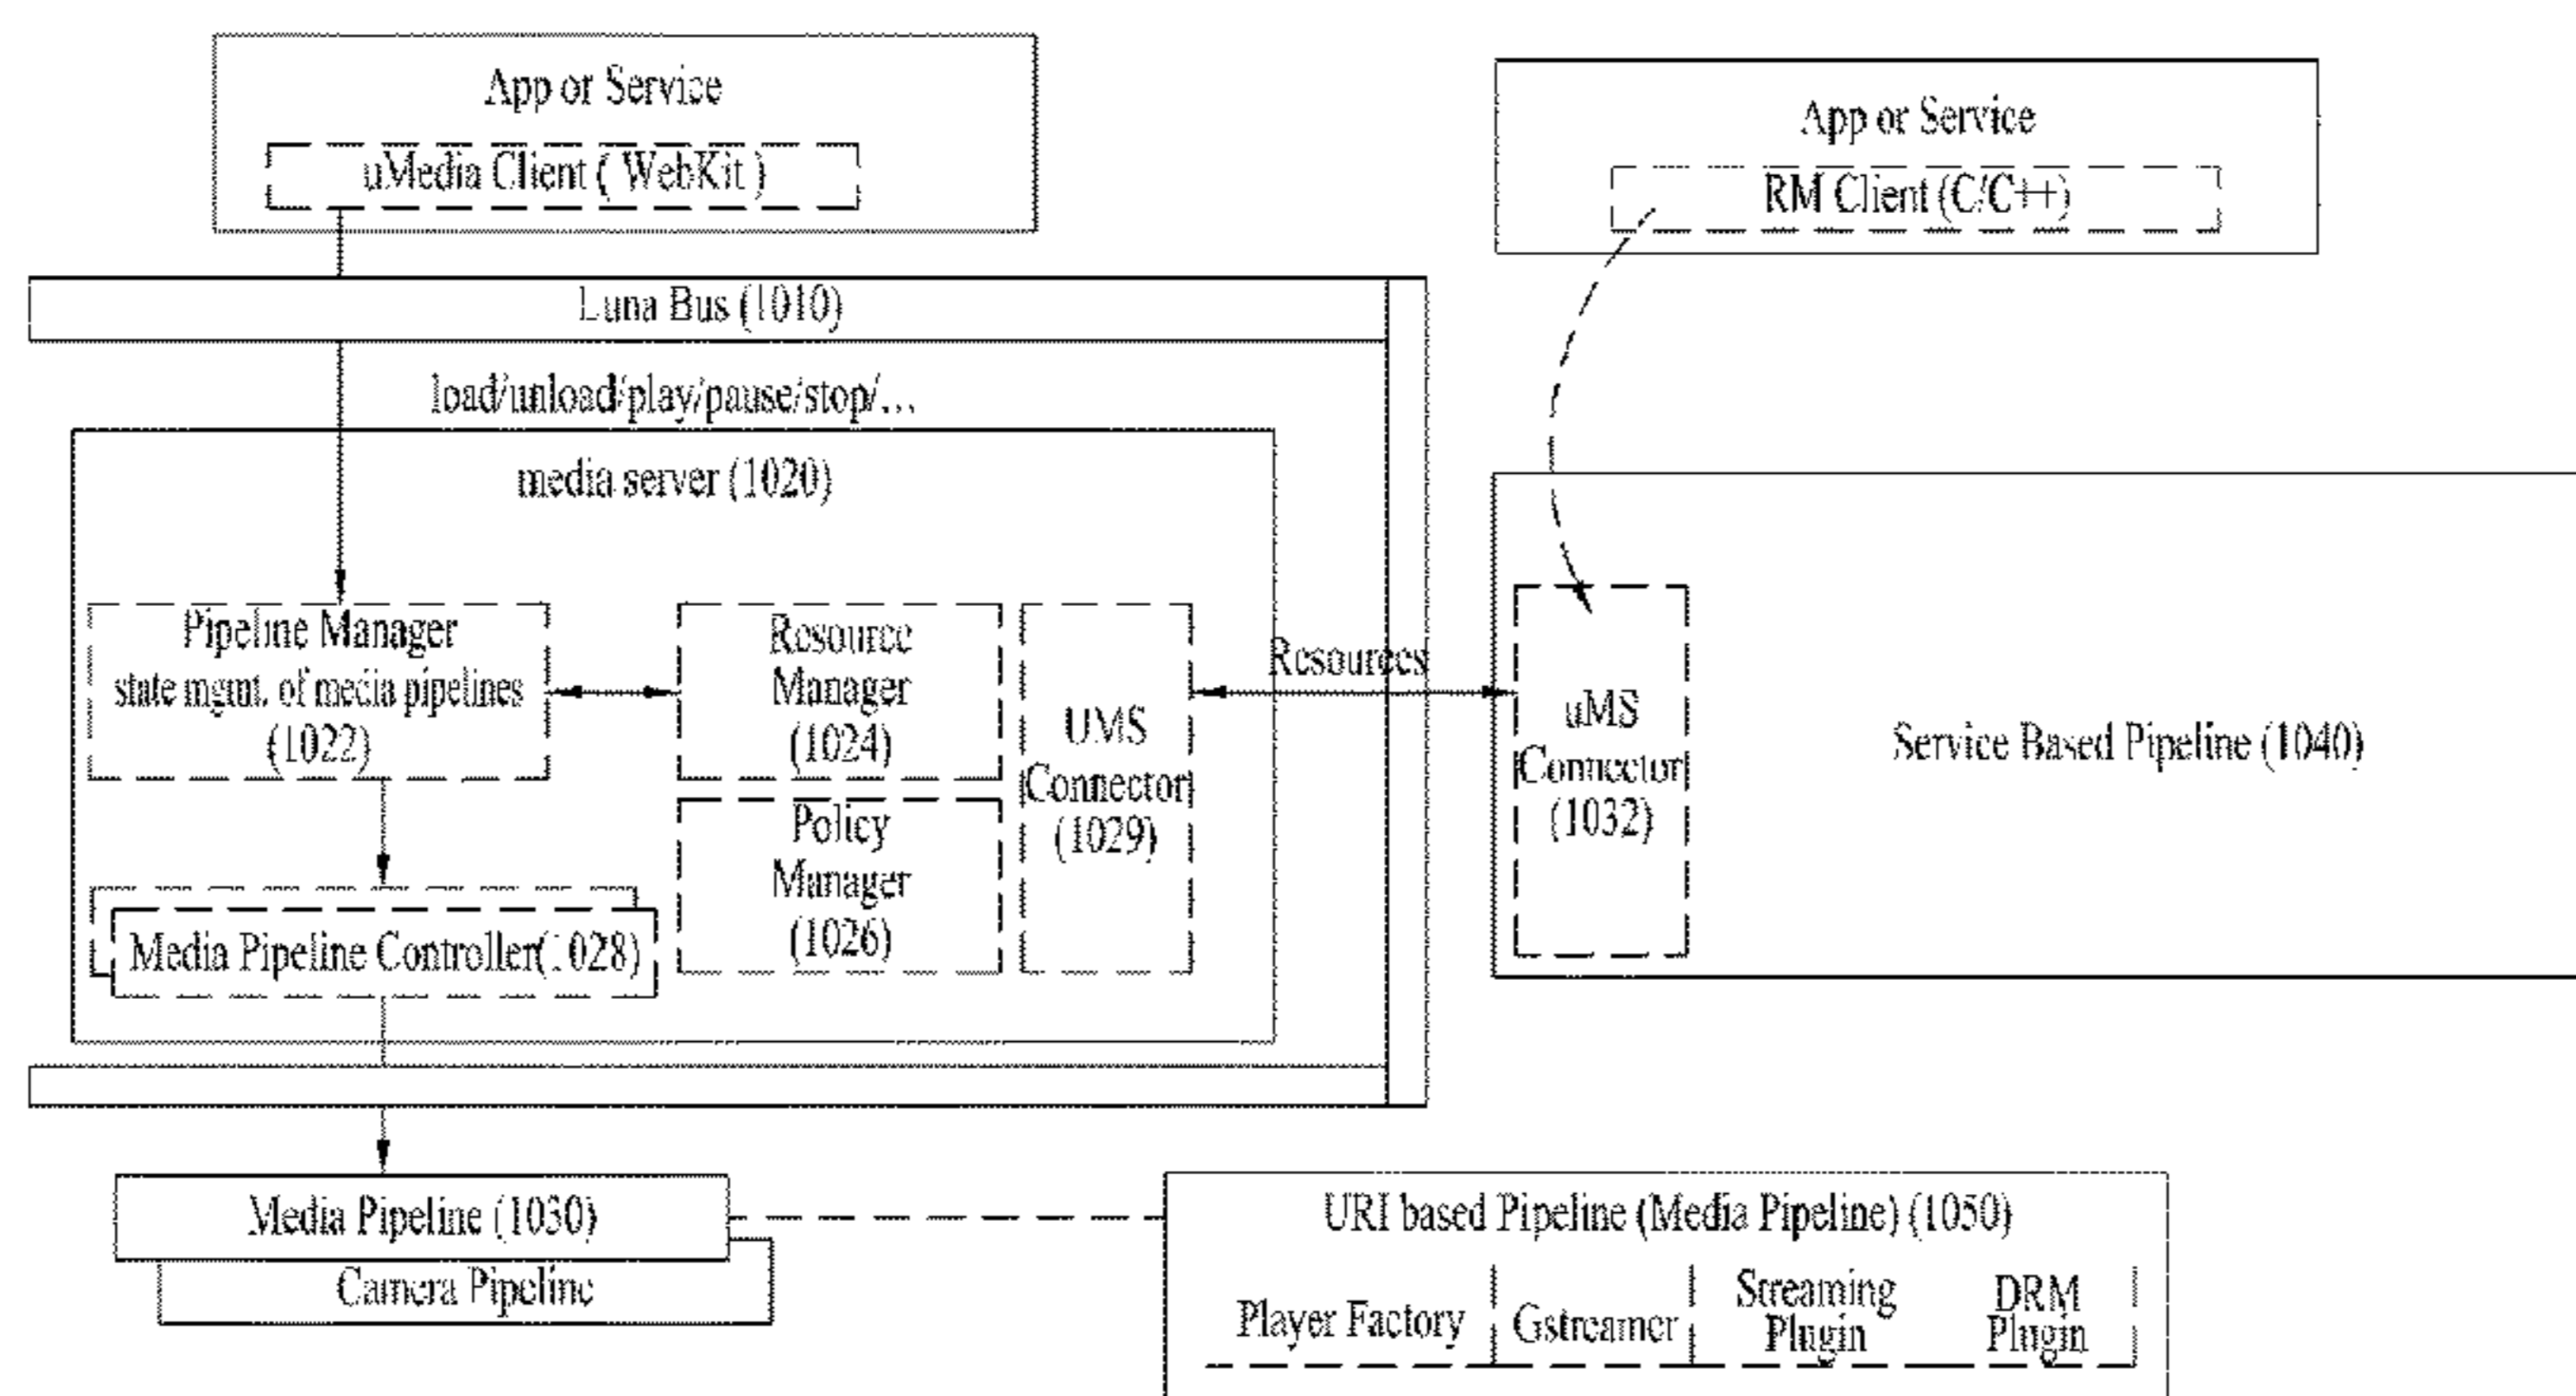 App or Service
uMedia Client ( WebKit )
App or Service
RM Client (C/C++)
Luna Bus (1010)
load/unload/play/pause/stop/...
media server (1020)
Pipeline Manager
state mgmt. of media pipelines
(1022)
Resource
Manager
(1024)
Policy
Manager
(1026)
UMS
Connector
(1029)
Resources
uMS
Connector
(1032)
Service Based Pipeline (1040)
Media Pipeline Controller(1028)
Media Pipeline (1030)
Camera Pipeline
URI based Pipeline (Media Pipeline) (1050)
Player Factory
Gstreamer
Streaming
Plugin
DRM
Plugin